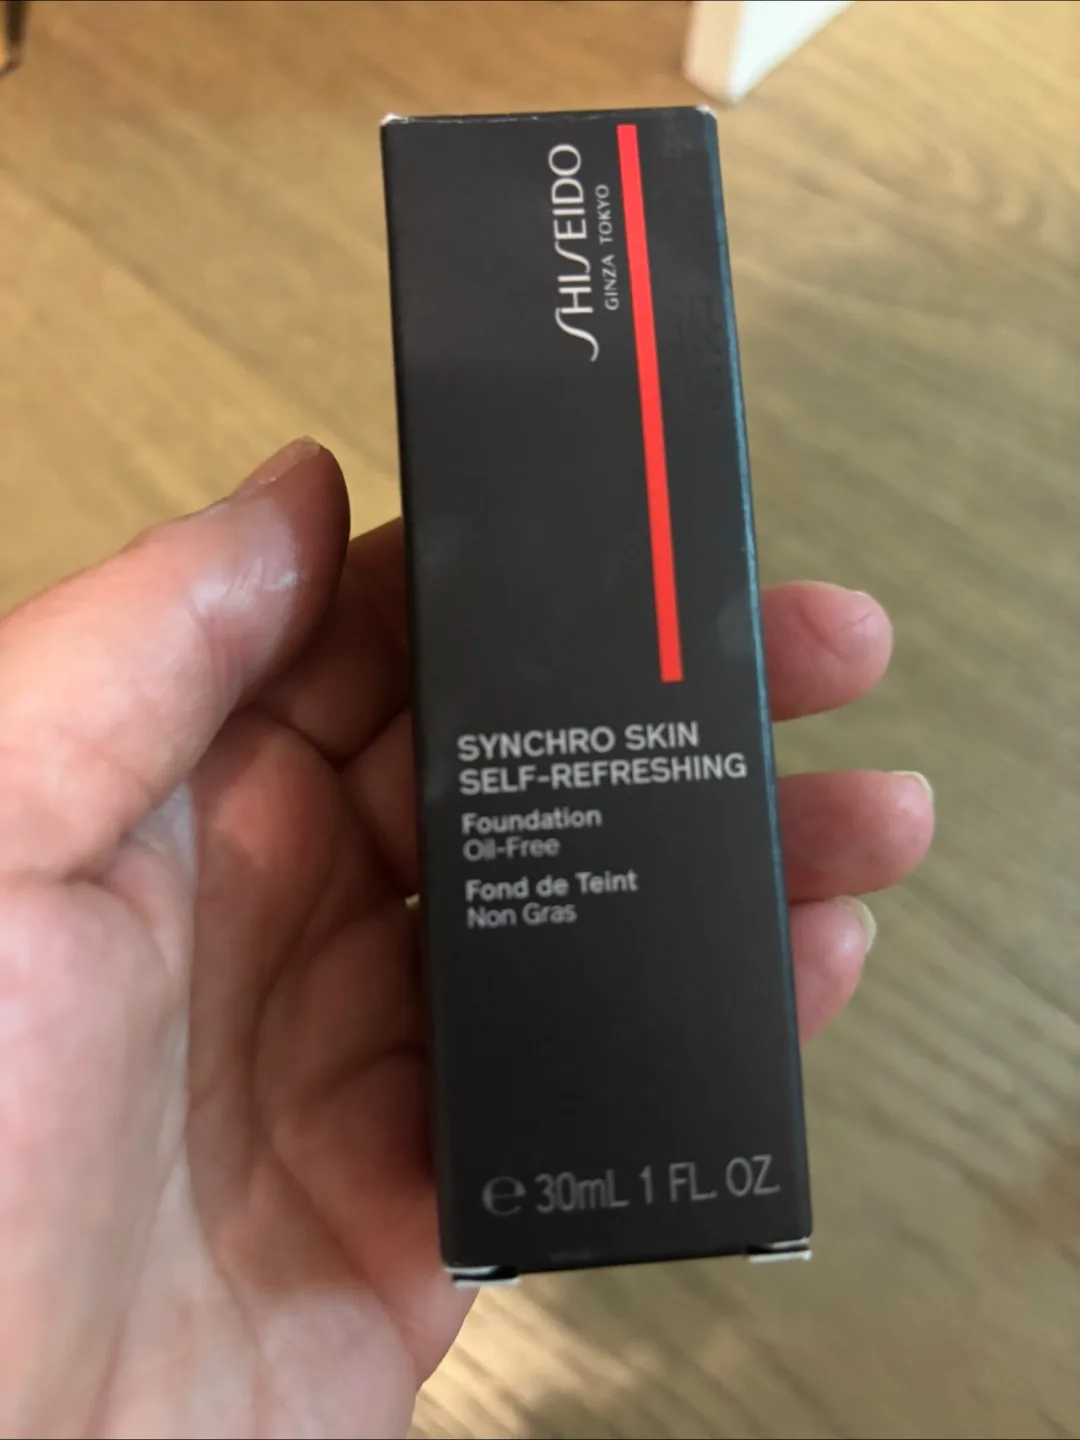 SHISEIDO
GINZA TOKYO
SYNCHRO SKIN
SELF-REFRESHING
Foundation
Oil-Free
Fond de Teint
Non Gras
℮ 30mL 1 FL. OZ.